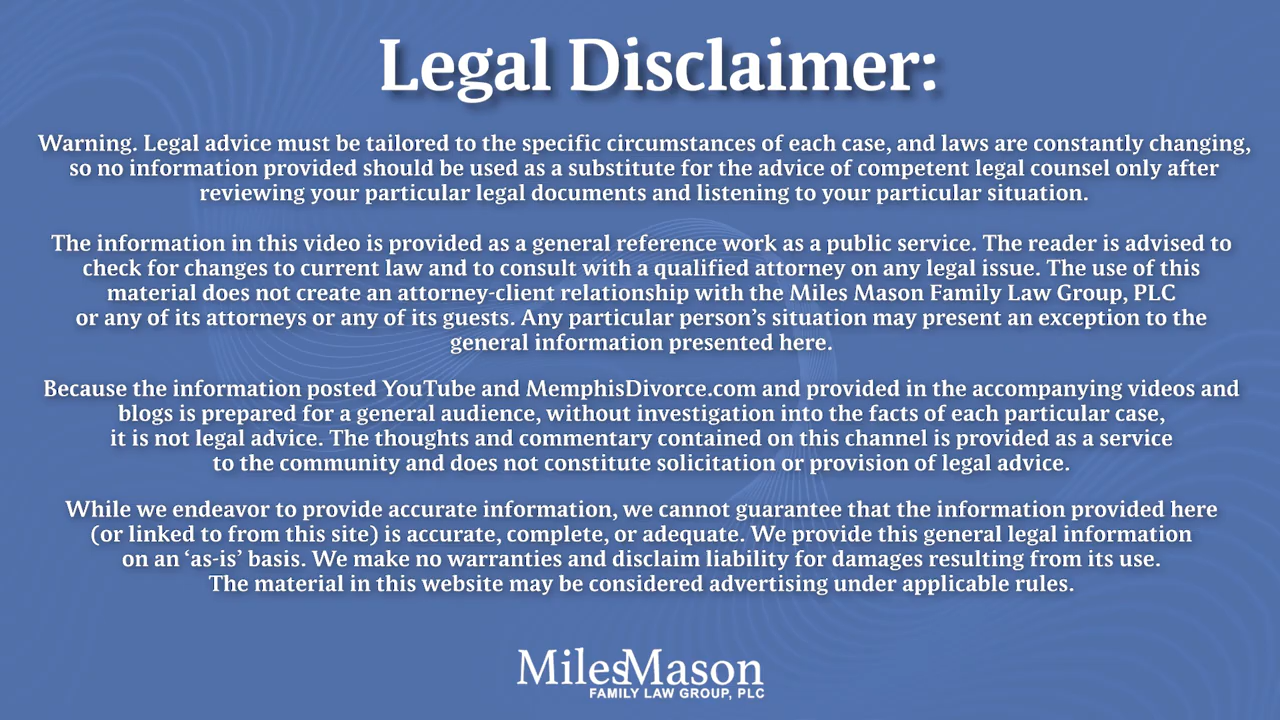 Legal Disclaimer:
Warning. Legal advice must be tailored to the specific circumstances of each case, and laws are constantly changing,
so no information provided should be used as a substitute for the advice of competent legal counsel only after
reviewing your particular legal documents and listening to your particular situation.
The information in this video is provided as a general reference work as a public service. The reader is advised to
check for changes to current law and to consult with a qualified attorney on any legal issue. The use of this
material does not create an attorney-client relationship with the Miles Mason Family Law Group, PLC
or any of its attorneys or any of its guests. Any particular person’s situation may present an exception to the
general information presented here.
Because the information posted YouTube and MemphisDivorce.com and provided in the accompanying videos and
blogs is prepared for a general audience, without investigation into the facts of each particular case,
it is not legal advice. The thoughts and commentary contained on this channel is provided as a service
to the community and does not constitute solicitation or provision of legal advice.
While we endeavor to provide accurate information, we cannot guarantee that the information provided here
(or linked to from this site) is accurate, complete, or adequate. We provide this general legal information
on an ‘as-is’ basis. We make no warranties and disclaim liability for damages resulting from its use.
The material in this website may be considered advertising under applicable rules.
MilesMason
FAMILY LAW GROUP, PLC